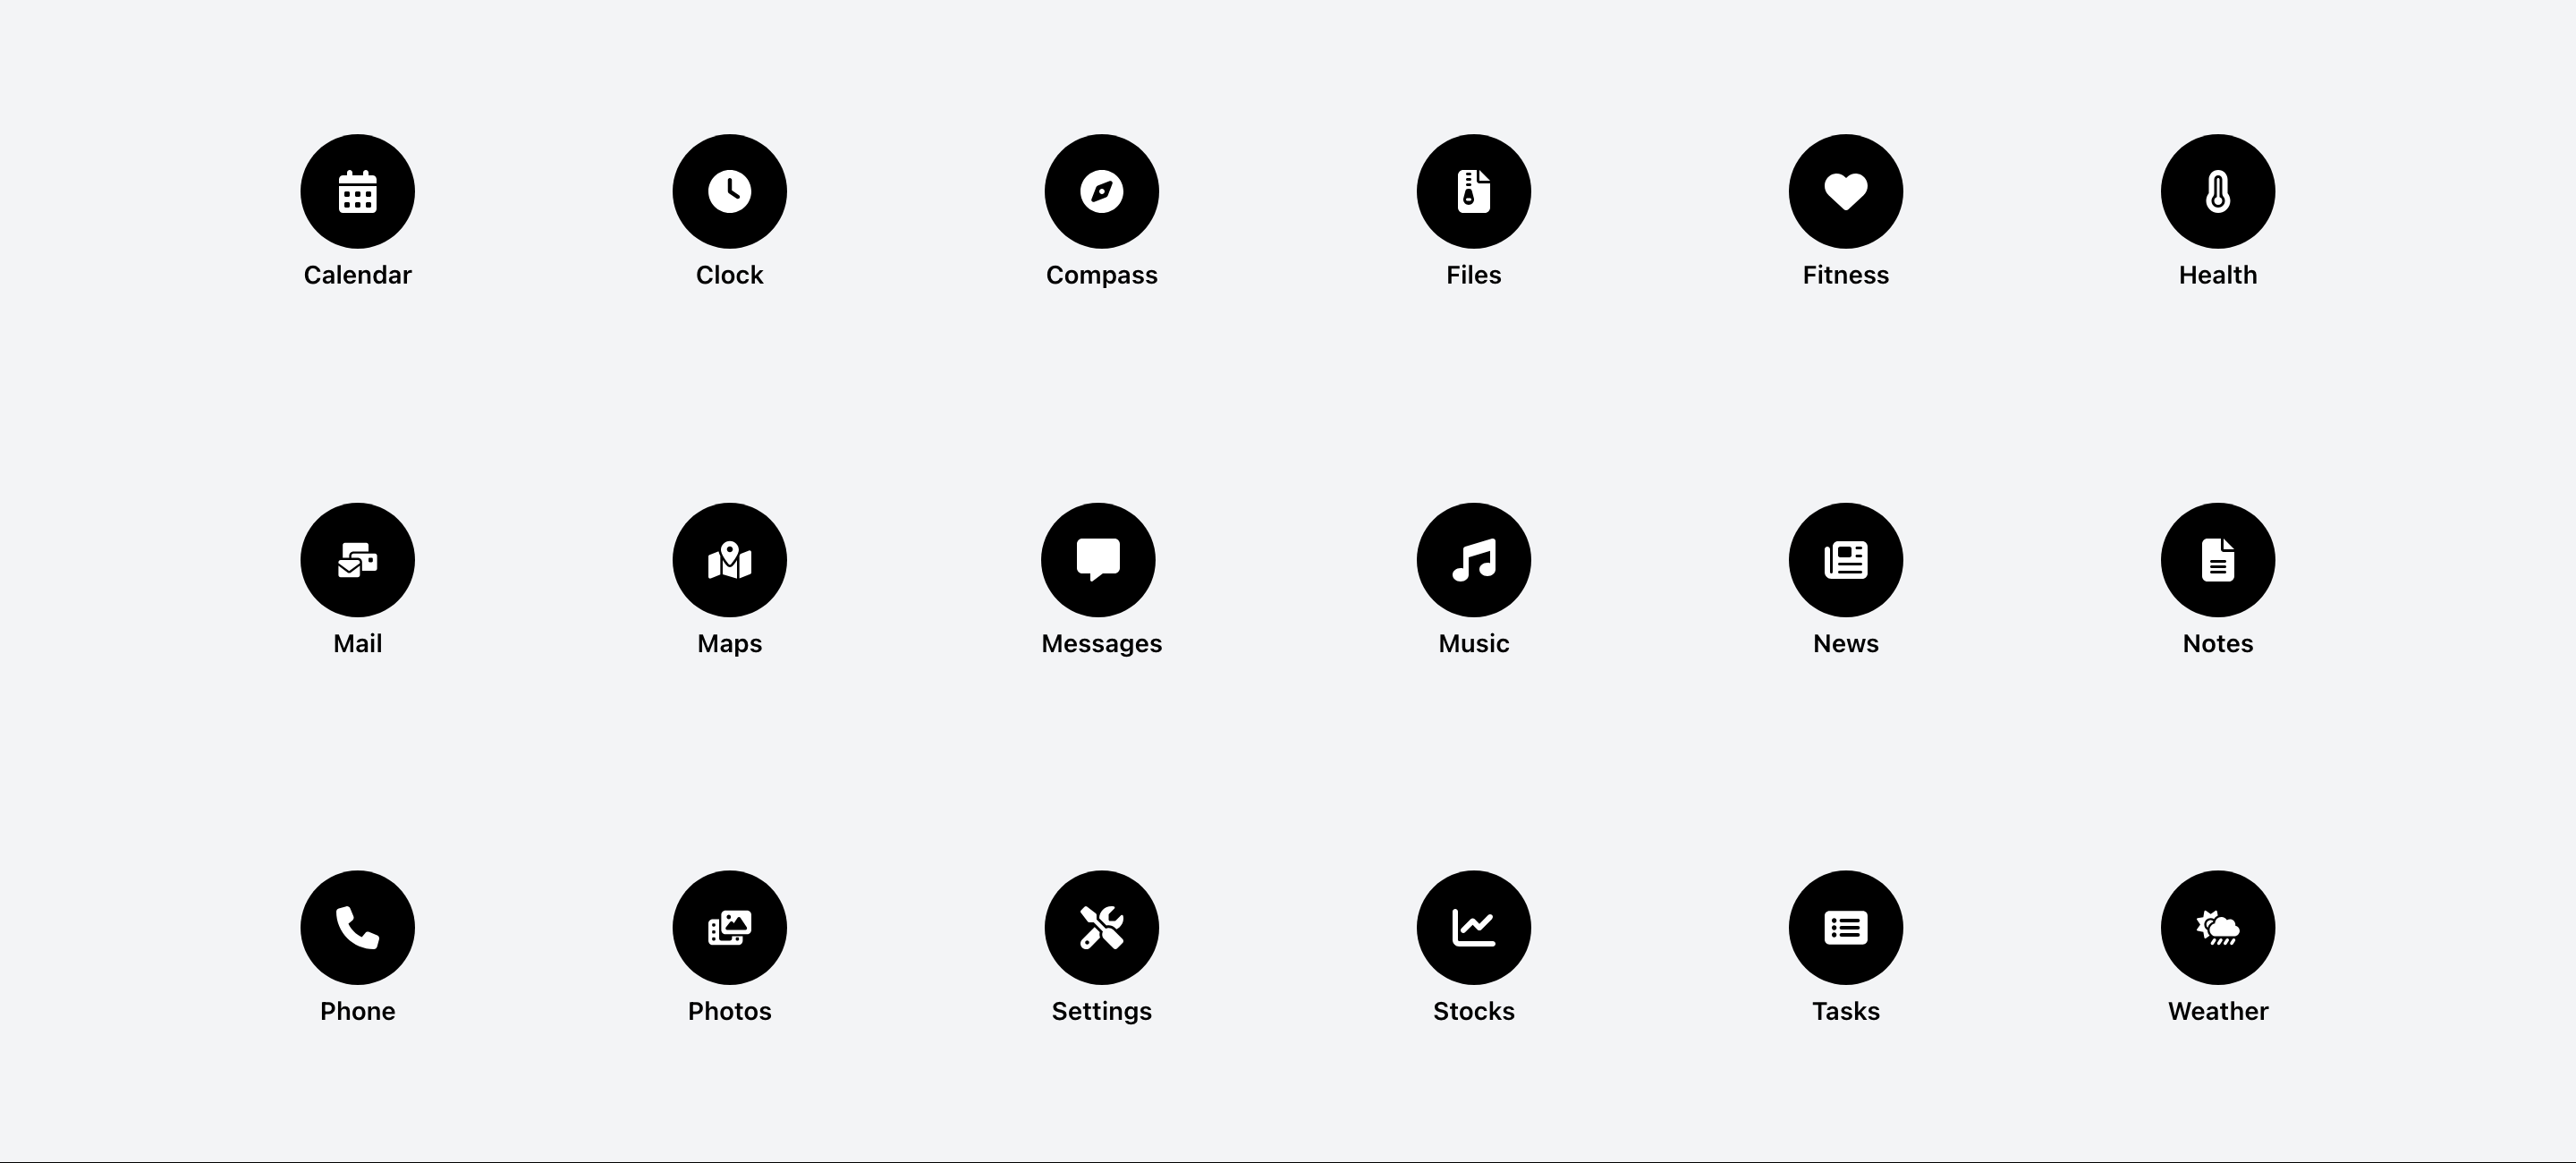 Calendar
Clock
Compass
Files
Fitness
Health
Mail
Maps
Messages
Music
News
Notes
Phone
Photos
Settings
Stocks
Tasks
Weather